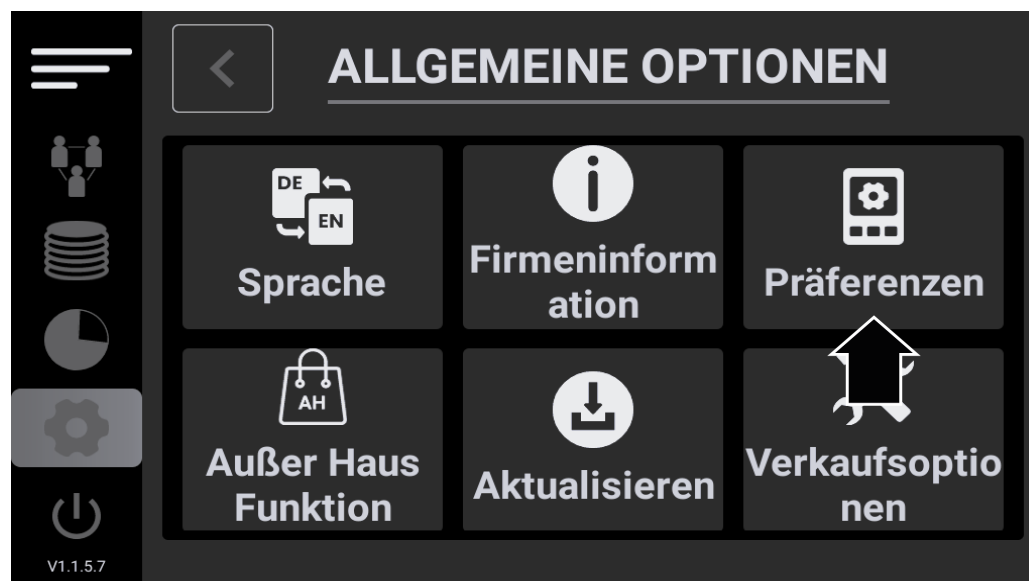 ALLGEMEINE OPTIONEN
DE
EN
Sprache
Firmeninform
ation
Präferenzen
AH
Außer Haus
Funktion
Aktualisieren
Verkaufsoptio
nen
V1.1.5.7